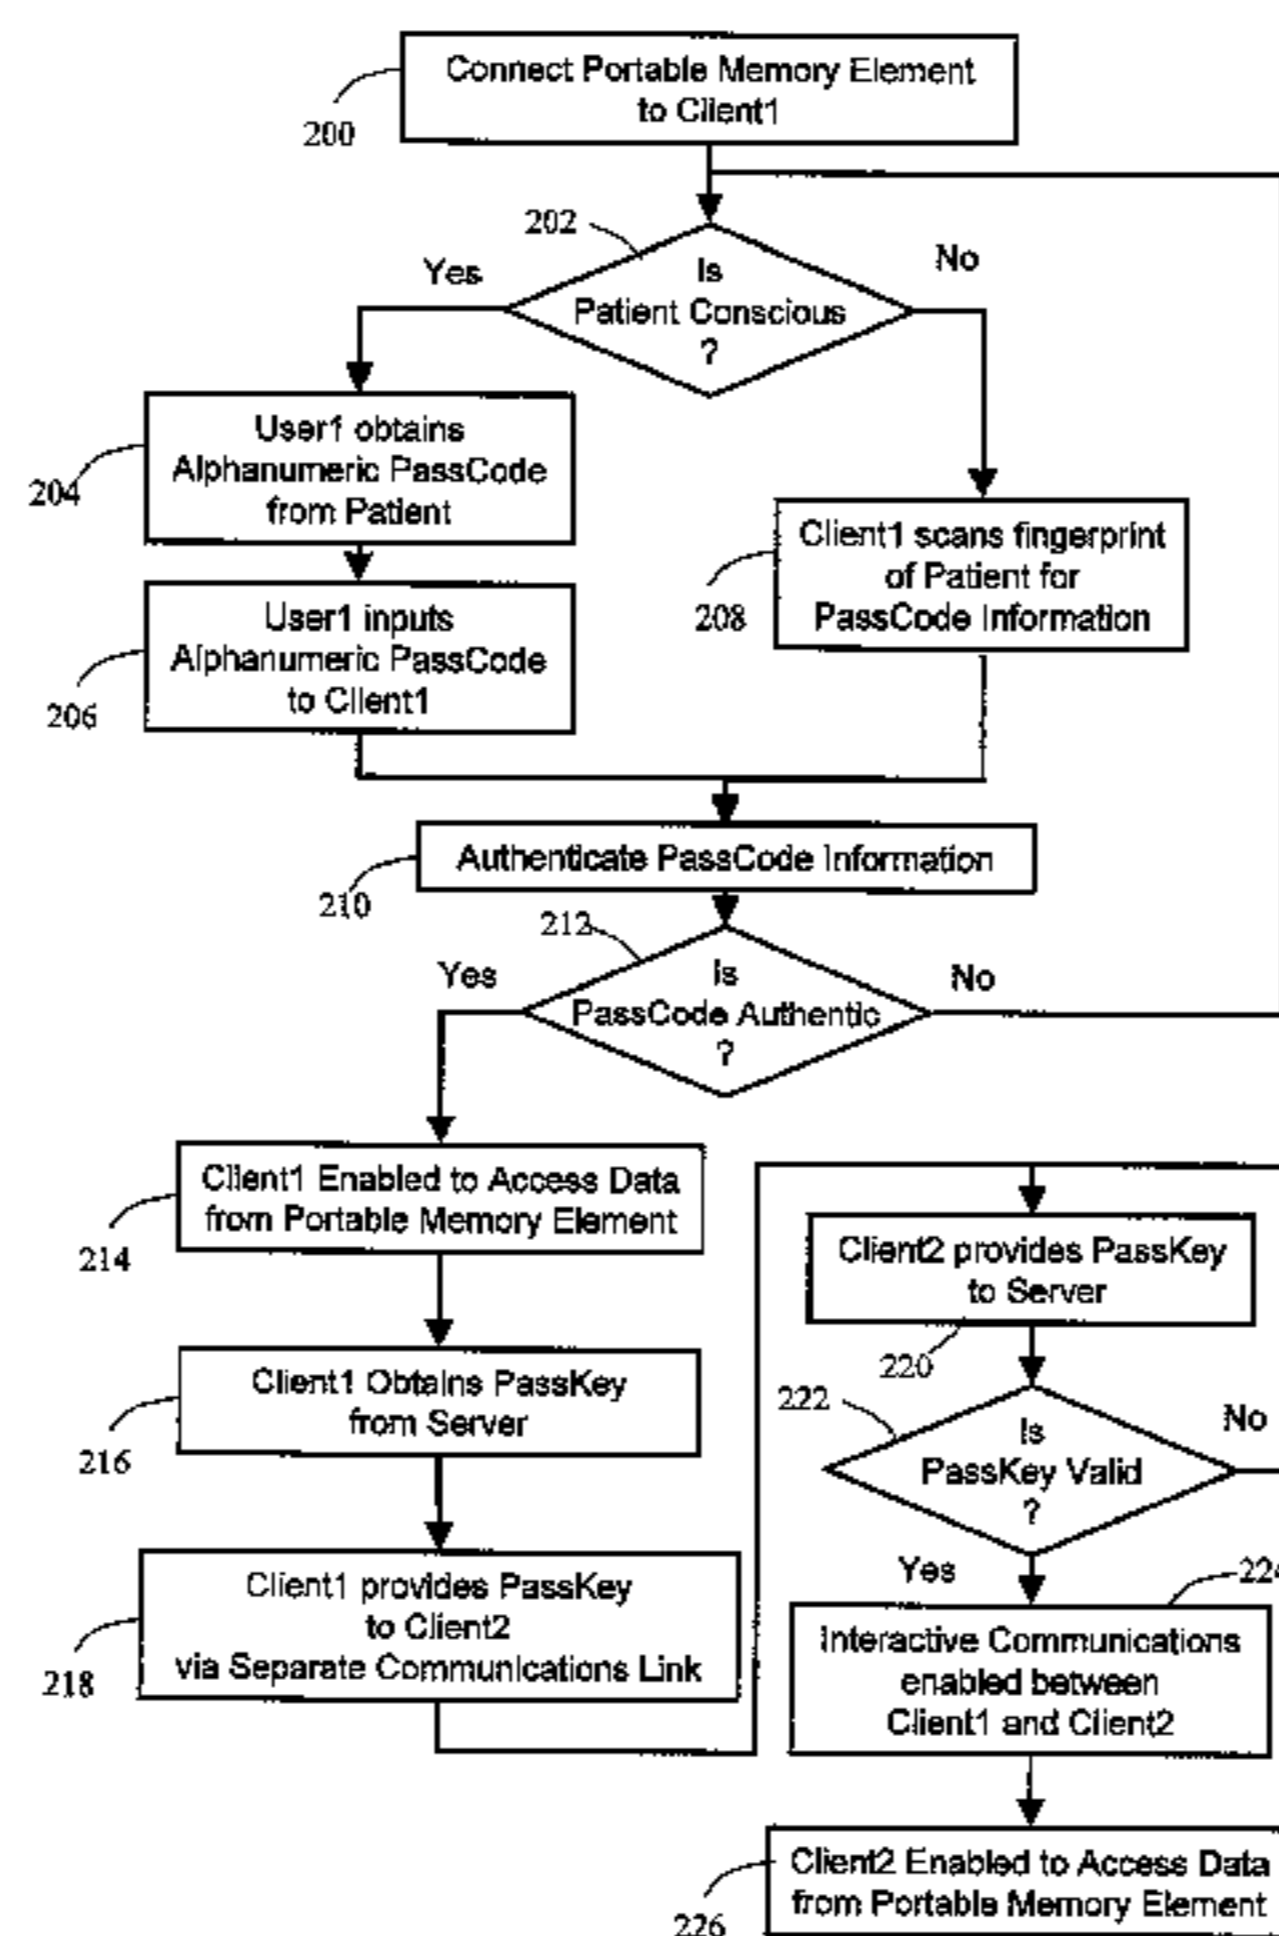 Connect Portable Memory Element
to Client1
200
202
Is
Patient Conscious
?
Yes
No
User1 obtains
Alphanumeric PassCode
from Patient
204
User1 inputs
Alphanumeric PassCode
to Client1
206
Client1 scans fingerprint
of Patient for
PassCode Information
208
Authenticate PassCode Information
210
212
Is
PassCode Authentic
?
Yes
No
Client1 Enabled to Access Data
from Portable Memory Element
214
Client1 Obtains PassKey
from Server
216
Client1 provides PassKey
to Client2
via Separate Communications Link
218
Client2 provides PassKey
to Server
220
222
Is
PassKey Valid
?
No
Yes
224
Interactive Communications
enabled between
Client1 and Client2
Client2 Enabled to Access Data
from Portable Memory Element
226